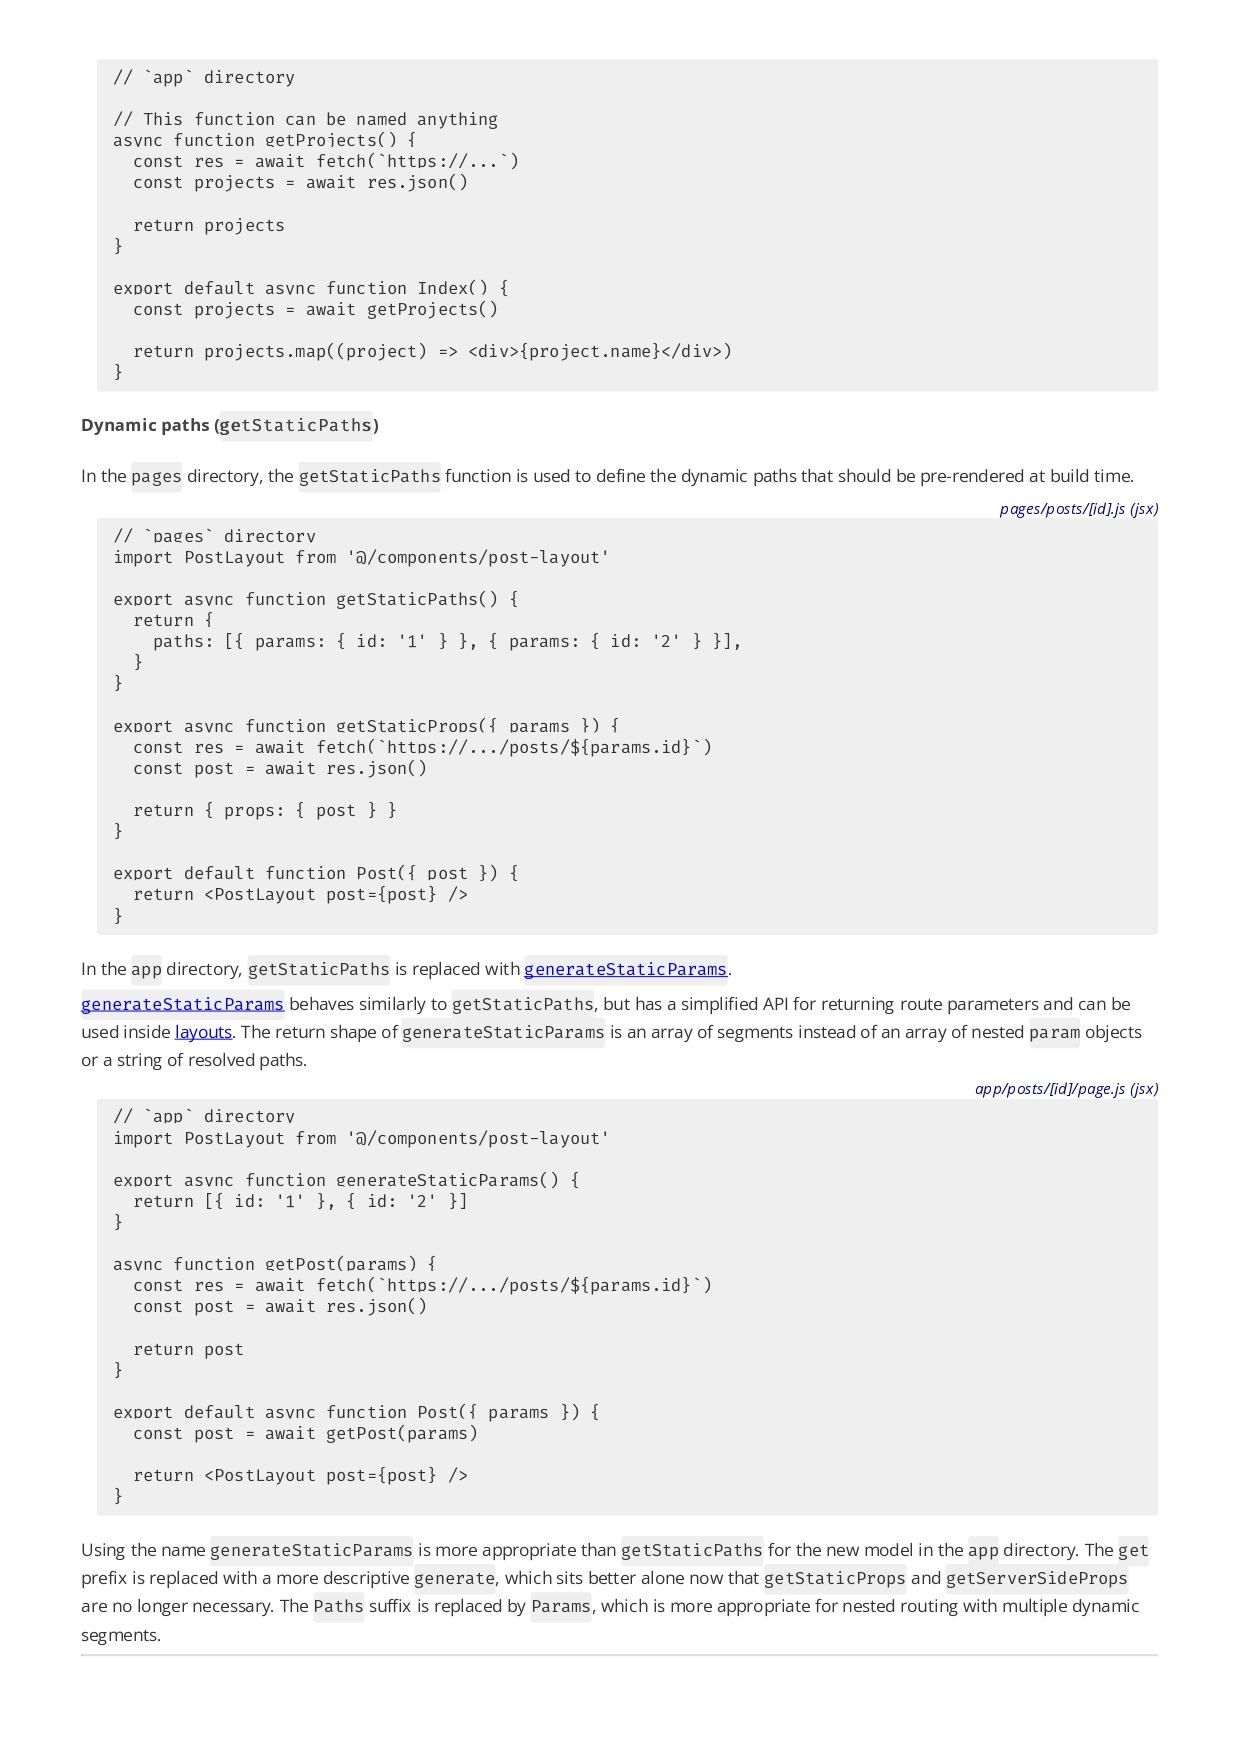 // `app` directory

// This function can be named anything
async function getProjects() {
  const res = await fetch(`https://...`)
  const projects = await res.json()

  return projects
}

export default async function Index() {
  const projects = await getProjects()

  return projects.map((project) => <div>{project.name}</div>)
}
Dynamic paths (getStaticPaths)
In the pages directory, the getStaticPaths function is used to define the dynamic paths that should be pre-rendered at build time.
pages/posts/[id].js (jsx)
// `pages` directory
import PostLayout from '@/components/post-layout'

export async function getStaticPaths() {
  return {
    paths: [{ params: { id: '1' } }, { params: { id: '2' } }],
  }
}

export async function getStaticProps({ params }) {
  const res = await fetch(`https://.../posts/${params.id}`)
  const post = await res.json()

  return { props: { post } }
}

export default function Post({ post }) {
  return <PostLayout post={post} />
}
In the app directory, getStaticPaths is replaced with generateStaticParams.
generateStaticParams behaves similarly to getStaticPaths, but has a simplified API for returning route parameters and can be
used inside layouts. The return shape of generateStaticParams is an array of segments instead of an array of nested param objects
or a string of resolved paths.
app/posts/[id]/page.js (jsx)
// `app` directory
import PostLayout from '@/components/post-layout'

export async function generateStaticParams() {
  return [{ id: '1' }, { id: '2' }]
}

async function getPost(params) {
  const res = await fetch(`https://.../posts/${params.id}`)
  const post = await res.json()

  return post
}

export default async function Post({ params }) {
  const post = await getPost(params)

  return <PostLayout post={post} />
}
Using the name generateStaticParams is more appropriate than getStaticPaths for the new model in the app directory. The get
prefix is replaced with a more descriptive generate, which sits better alone now that getStaticProps and getServerSideProps
are no longer necessary. The Paths suffix is replaced by Params, which is more appropriate for nested routing with multiple dynamic
segments.